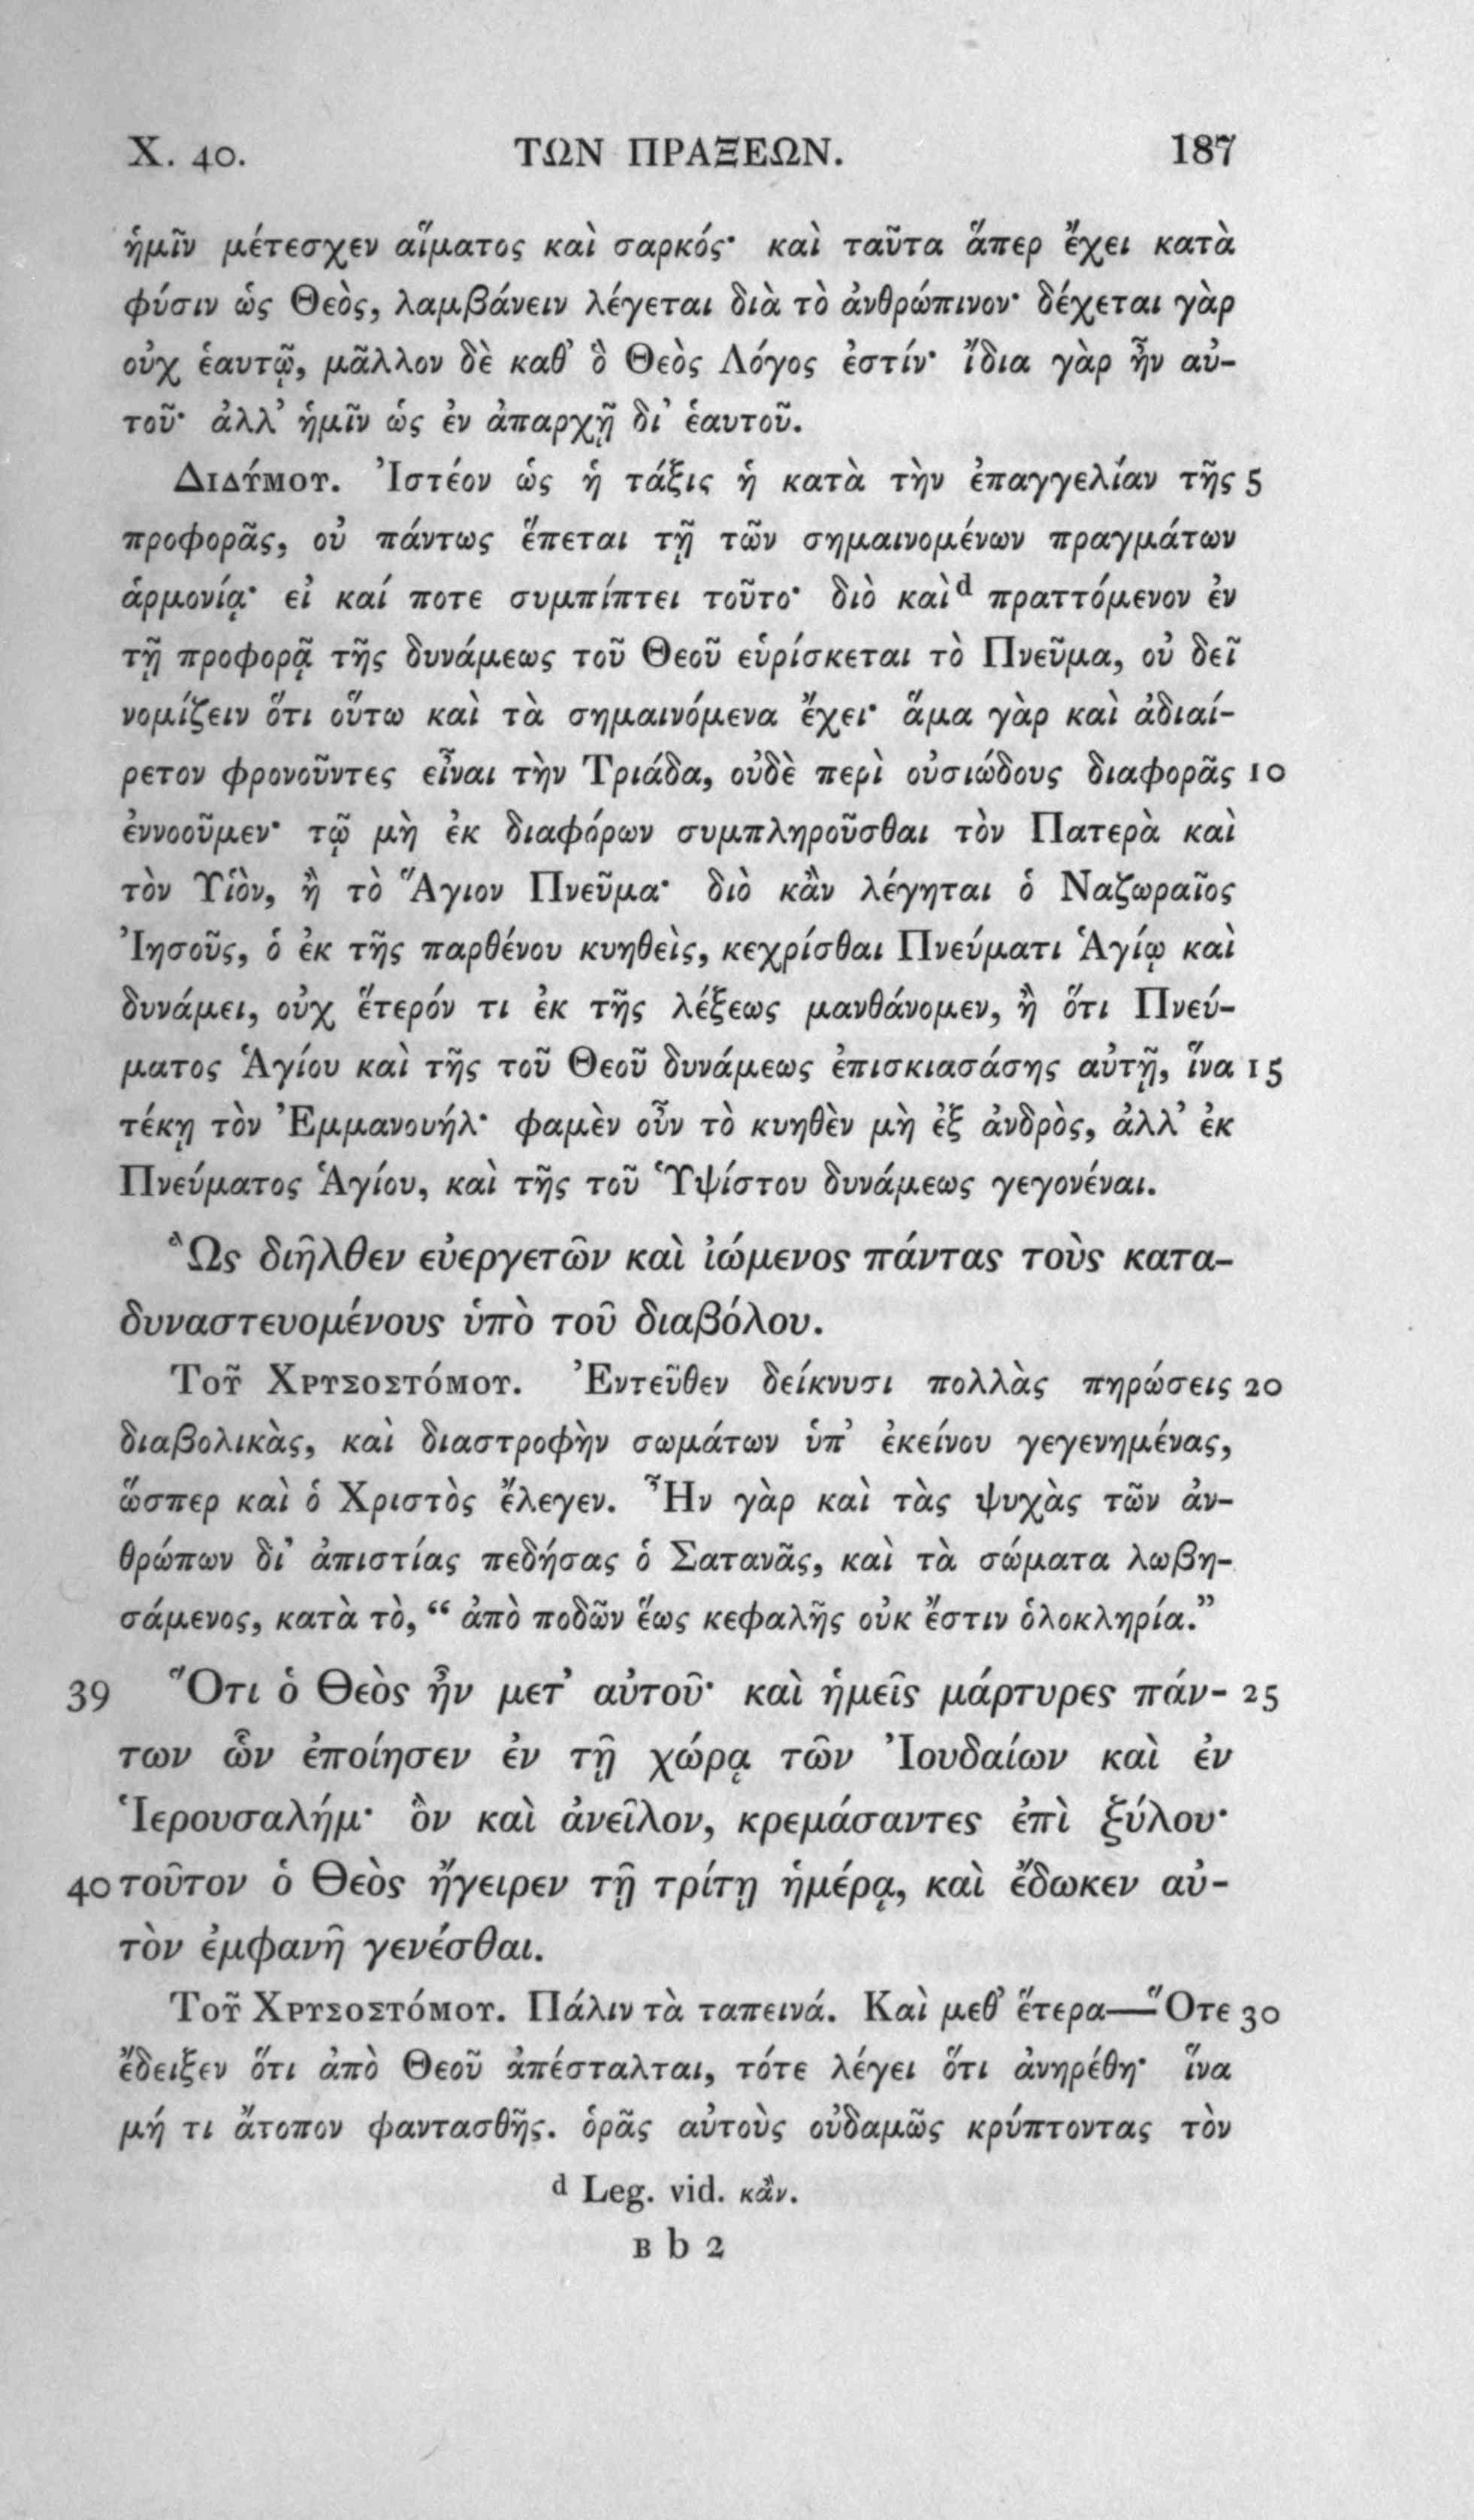 X. 40. ΤΩΝ ΠΡΑΞΕΩΝ. 187
ἡμῖν μέτεσχεν αἵματος καὶ σαρκός· καὶ ταῦτα ἅπερ ἔχει κατὰ
φύσιν ὡς Θεὸς, λαμβάνειν λέγεται διὰ τὸ ἀνθρώπινον· δέχεται γὰρ
οὐχ ἑαυτῷ, μᾶλλον δὲ καθ’ ὃ Θεὸς Λόγος ἐστίν· ἴδια γὰρ ἦν αὐ-
τοῦ· ἀλλ’ ἡμῖν ὡς ἐν ἀπαρχῇ δι’ ἑαυτοῦ.
Διδύμου. Ἰστέον ὡς ἡ τάξις ἡ κατὰ τὴν ἐπαγγελίαν τῆς 5
προφορᾶς, οὐ πάντως ἕπεται τῇ τῶν σημαινομένων πραγμάτων
ἁρμονίᾳ· εἰ καί ποτε συμπίπτει τοῦτο· διὸ καὶ d πραττόμενον ἐν
τῇ προφορᾷ τῆς δυνάμεως τοῦ Θεοῦ εὑρίσκεται τὸ Πνεῦμα, οὐ δεῖ
νομίζειν ὅτι οὕτω καὶ τὰ σημαινόμενα ἔχει· ἅμα γὰρ καὶ ἀδιαί-
ρετον φρονοῦντες εἶναι τὴν Τριάδα, οὐδὲ περὶ οὐσιώδους διαφορᾶς 10
ἐννοοῦμεν· τῷ μὴ ἐκ διαφόρων συμπληροῦσθαι τὸν Πατερὰ καὶ
τὸν Υἱὸν, ἢ τὸ Ἅγιον Πνεῦμα· διὸ κἂν λέγηται ὁ Ναζωραῖος
Ἰησοῦς, ὁ ἐκ τῆς παρθένου κυηθεὶς, κεχρίσθαι Πνεύματι Ἁγίῳ καὶ
δυνάμει, οὐχ ἕτερόν τι ἐκ τῆς λέξεως μανθάνομεν, ἢ ὅτι Πνεύ-
ματος Ἁγίου καὶ τῆς τοῦ Θεοῦ δυνάμεως ἐπισκιασάσης αὐτῇ, ἵνα 15
τέκῃ τὸν Ἐμμανουήλ· φαμὲν οὖν τὸ κυηθὲν μὴ ἐξ ἀνδρὸς, ἀλλ’ ἐκ
Πνεύματος Ἁγίου, καὶ τῆς τοῦ Ὑψίστου δυνάμεως γεγονέναι.
Ὃς διῆλθεν εὐεργετῶν καὶ ἰώμενος πάντας τοὺς κατα-
δυναστευομένους ὑπὸ τοῦ διαβόλου.
Τοῦ Χρυσοστόμου. Ἐντεῦθεν δείκνυσι πολλὰς πηρώσεις 20
διαβολικὰς, καὶ διαστροφὴν σωμάτων ὑπ’ ἐκείνου γεγενημένας,
ὥσπερ καὶ ὁ Χριστὸς ἔλεγεν. Ἦν γὰρ καὶ τὰς ψυχὰς τῶν ἀν-
θρώπων δι’ ἀπιστίας πεδήσας ὁ Σατανᾶς, καὶ τὰ σώματα λωβη-
σάμενος, κατὰ τὸ, “ ἀπὸ ποδῶν ἕως κεφαλῆς οὐκ ἔστιν ὁλοκληρία.”
39 Ὅτι ὁ Θεὸς ἦν μετ’ αὐτοῦ· καὶ ἡμεῖς μάρτυρες πάν- 25
των ὧν ἐποίησεν ἐν τῇ χώρᾳ τῶν Ἰουδαίων καὶ ἐν
Ἱερουσαλήμ· ὃν καὶ ἀνεῖλον, κρεμάσαντες ἐπὶ ξύλου·
40 τοῦτον ὁ Θεὸς ἤγειρεν τῇ τρίτῃ ἡμέρᾳ, καὶ ἔδωκεν αὐ-
τὸν ἐμφανῆ γενέσθαι.
Τοῦ Χρυσοστόμου. Πάλιν τὰ ταπεινά. Καὶ μεθ’ ἕτερα—Ὅτε 30
ἔδειξεν ὅτι ἀπὸ Θεοῦ ἀπέσταλται, τότε λέγει ὅτι ἀνῃρέθη· ἵνα
μή τι ἄτοπον φαντασθῆς. ὁρᾶς αὐτοὺς οὐδαμῶς κρύπτοντας τὸν
d Leg. vid. κἂν.
B b 2